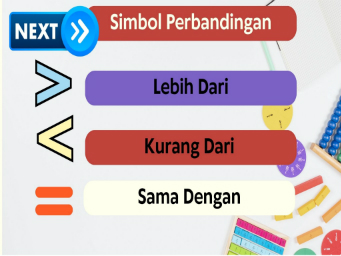 NEXT
Simbol Perbandingan
> Lebih Dari
< Kurang Dari
= Sama Dengan